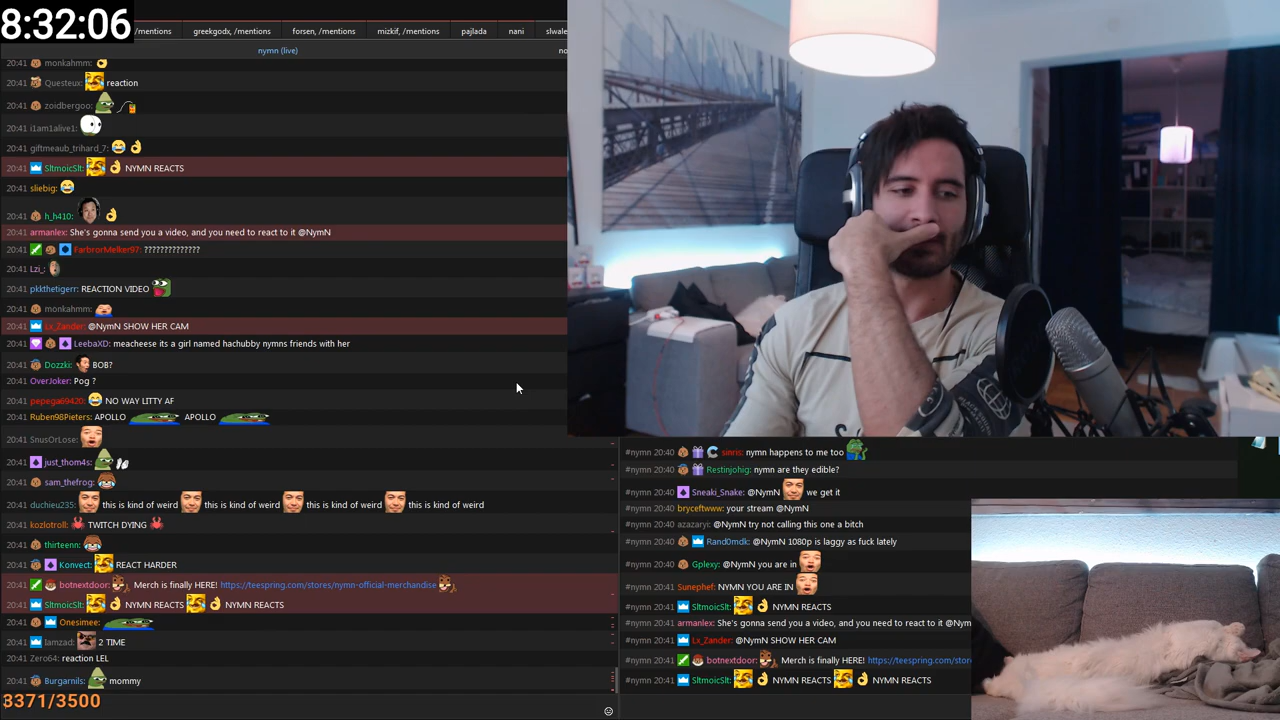 8:32:06
/mentions
greekgodx, /mentions
forsen, /mentions
mizkif, /mentions
pajlada
nani
slwale
nymn (live)
no
20:41 monkahmm:
20:41 Questeux: reaction
20:41 zoidbergoo:
20:41 i1am1alive1:
20:41 giftmeaub_trihard_7:
20:41 SltmoicSlt: NYMN REACTS
20:41 sliebig:
20:41 h_h410:
20:41 armanlex: She's gonna send you a video, and you need to react to it @NymN
20:41 FarbrorMelker97: ??????????????
20:41 Lzi_:
20:41 pkkthetigerr: REACTION VIDEO
20:41 monkahmm:
20:41 Lx_Zander: @NymN SHOW HER CAM
20:41 LeebaXD: meacheese its a girl named hachubby nymns friends with her
20:41 Dozzki: BOB?
20:41 OverJoker: Pog ?
20:41 pepega69420: NO WAY LITTY AF
20:41 Ruben98Pieters: APOLLO APOLLO
20:41 SnusOrLose:
20:41 just_thom4s:
20:41 sam_thefrog:
20:41 duchieu235: this is kind of weird this is kind of weird this is kind of weird this is kind of weird
20:41 kozlotroll: TWITCH DYING
20:41 thirteenn:
20:41 Konvect: REACT HARDER
20:41 botnextdoor: Merch is finally HERE! https://teespring.com/stores/nymn-official-merchandise
20:41 SltmoicSlt: NYMN REACTS NYMN REACTS
20:41 Onesimee:
20:41 Iamzad: 2 TIME
20:41 Zero64: reaction LEL
20:41 Burgarnils: mommy
3371/3500
#nymn 20:40 sinris: nymn happens to me too
#nymn 20:40 Restinjohig: nymn are they edible?
#nymn 20:40 Sneaki_Snake: @NymN we get it
#nymn 20:40 bryceftwww: your stream @NymN
#nymn 20:40 azazaryi: @NymN try not calling this one a bitch
#nymn 20:40 Rand0mdk: @NymN 1080p is laggy as fuck lately
#nymn 20:40 Gplexy: @NymN you are in
#nymn 20:41 Sunephef: NYMN YOU ARE IN
#nymn 20:41 SltmoicSlt: NYMN REACTS
#nymn 20:41 armanlex: She's gonna send you a video, and you need to react to it @Nym
#nymn 20:41 Lx_Zander: @NymN SHOW HER CAM
#nymn 20:41 botnextdoor: Merch is finally HERE! https://teespring.com/stor
#nymn 20:41 SltmoicSlt: NYMN REACTS NYMN REACTS